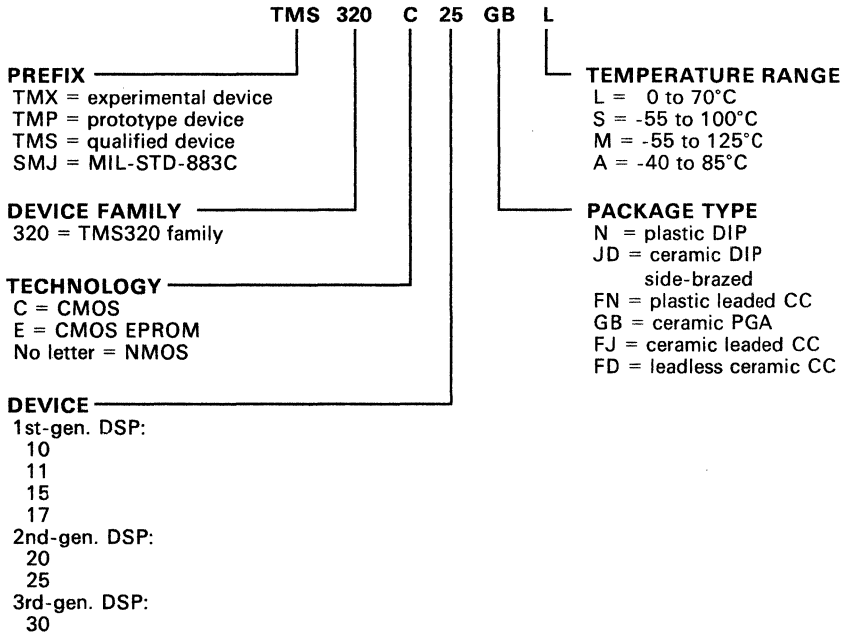 TMS 320 C 25 GB L
PREFIX
TMX = experimental device
TMP = prototype device
TMS = qualified device
SMJ = MIL-STD-883C
DEVICE FAMILY
320 = TMS320 family
TECHNOLOGY
C = CMOS
E = CMOS EPROM
No letter = NMOS
DEVICE
1st-gen. DSP:
10
11
15
17
2nd-gen. DSP:
20
25
3rd-gen. DSP:
30
TEMPERATURE RANGE
L = 0 to 70°C
S = -55 to 100°C
M = -55 to 125°C
A = -40 to 85°C
PACKAGE TYPE
N = plastic DIP
JD = ceramic DIP
side-brazed
FN = plastic leaded CC
GB = ceramic PGA
FJ = ceramic leaded CC
FD = leadless ceramic CC